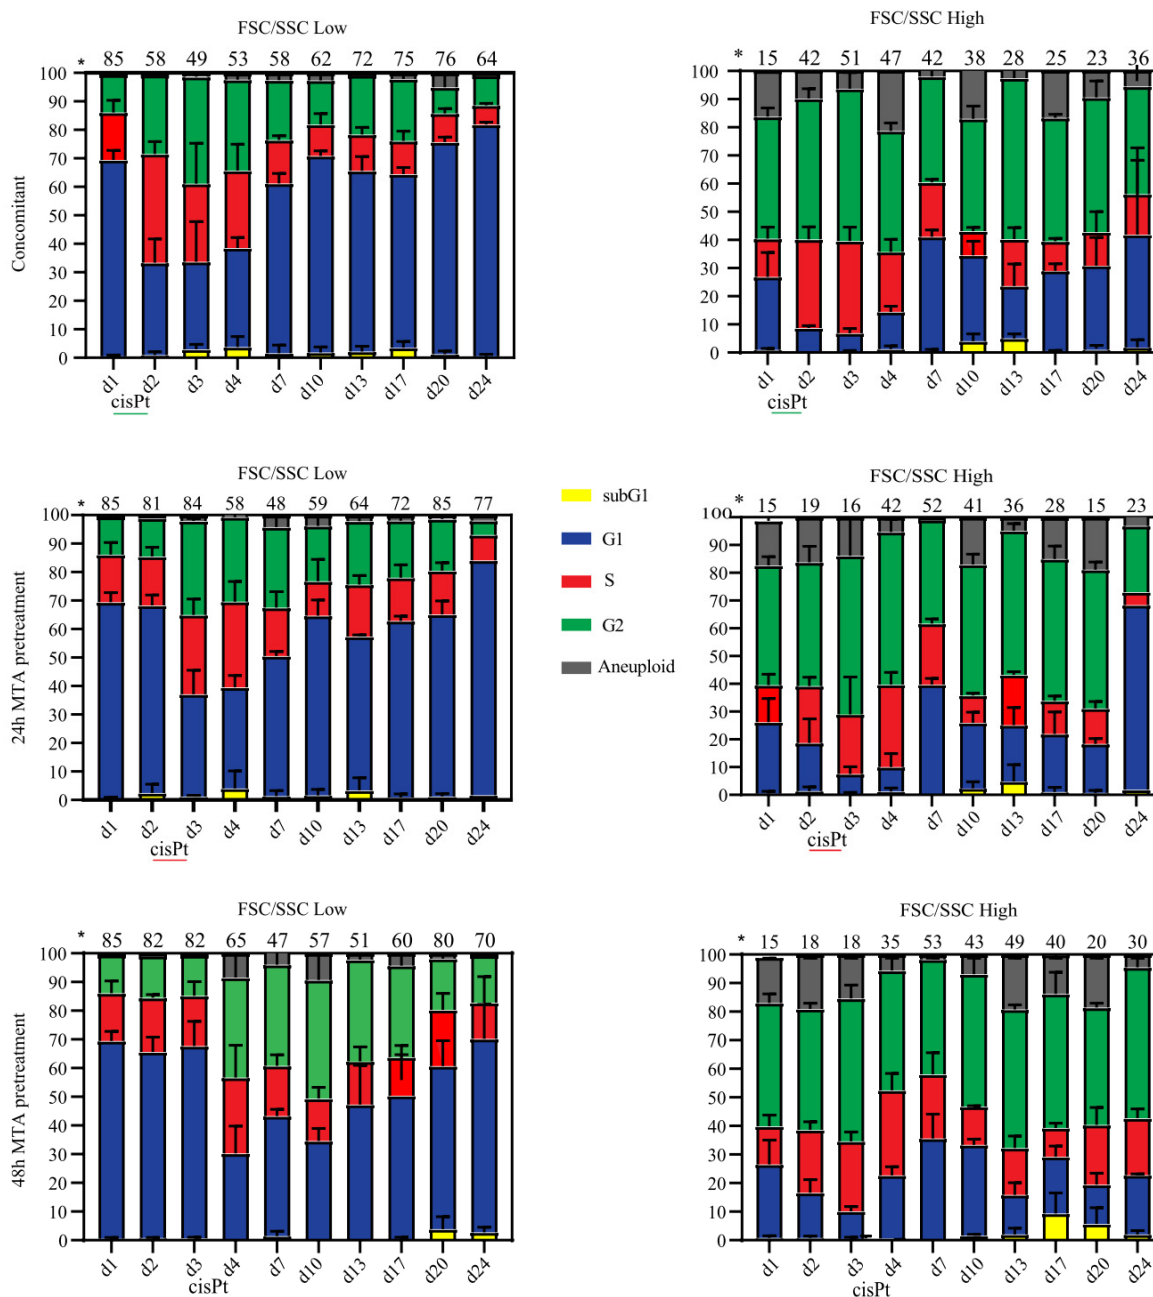 FSC/SSC Low
* 85 58 49 53 58 62 72 75 76 64
100
90
80
70
60
50
40
30
20
10
0
Concomitant
d1 d2 d3 d4 d7 d10 d13 d17 d20 d24
cisPt
FSC/SSC High
* 15 42 51 47 42 38 28 25 23 36
100
90
80
70
60
50
40
30
20
10
0
d1 d2 d3 d4 d7 d10 d13 d17 d20 d24
cisPt
FSC/SSC Low
* 85 81 84 58 48 59 64 72 85 77
100
90
80
70
60
50
40
30
20
10
0
24h MTA pretreatment
d1 d2 d3 d4 d7 d10 d13 d17 d20 d24
cisPt
subG1
G1
S
G2
Aneuploid
FSC/SSC High
* 15 19 16 42 52 41 36 28 15 23
100
90
80
70
60
50
40
30
20
10
0
d1 d2 d3 d4 d7 d10 d13 d17 d20 d24
cisPt
FSC/SSC Low
* 85 82 82 65 47 57 51 60 80 70
100
90
80
70
60
50
40
30
20
10
0
48h MTA pretreatment
d1 d2 d3 d4 d7 d10 d13 d17 d20 d24
cisPt
FSC/SSC High
* 15 18 18 35 53 43 49 40 20 30
100
90
80
70
60
50
40
30
20
10
0
d1 d2 d3 d4 d7 d10 d13 d17 d20 d24
cisPt